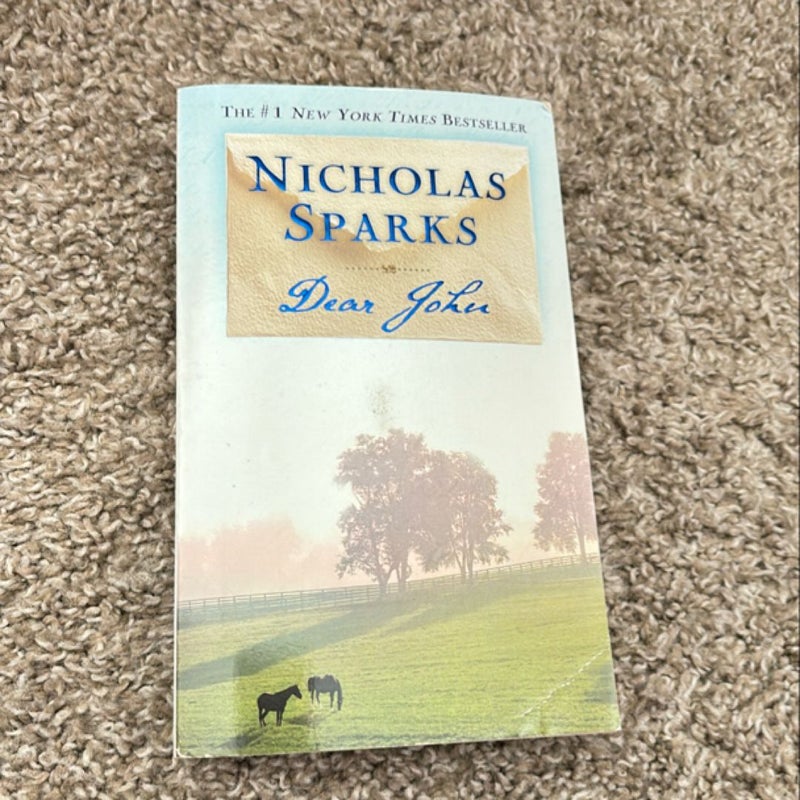 THE #1 NEW YORK TIMES BESTSELLER
NICHOLAS
SPARKS
Dear John